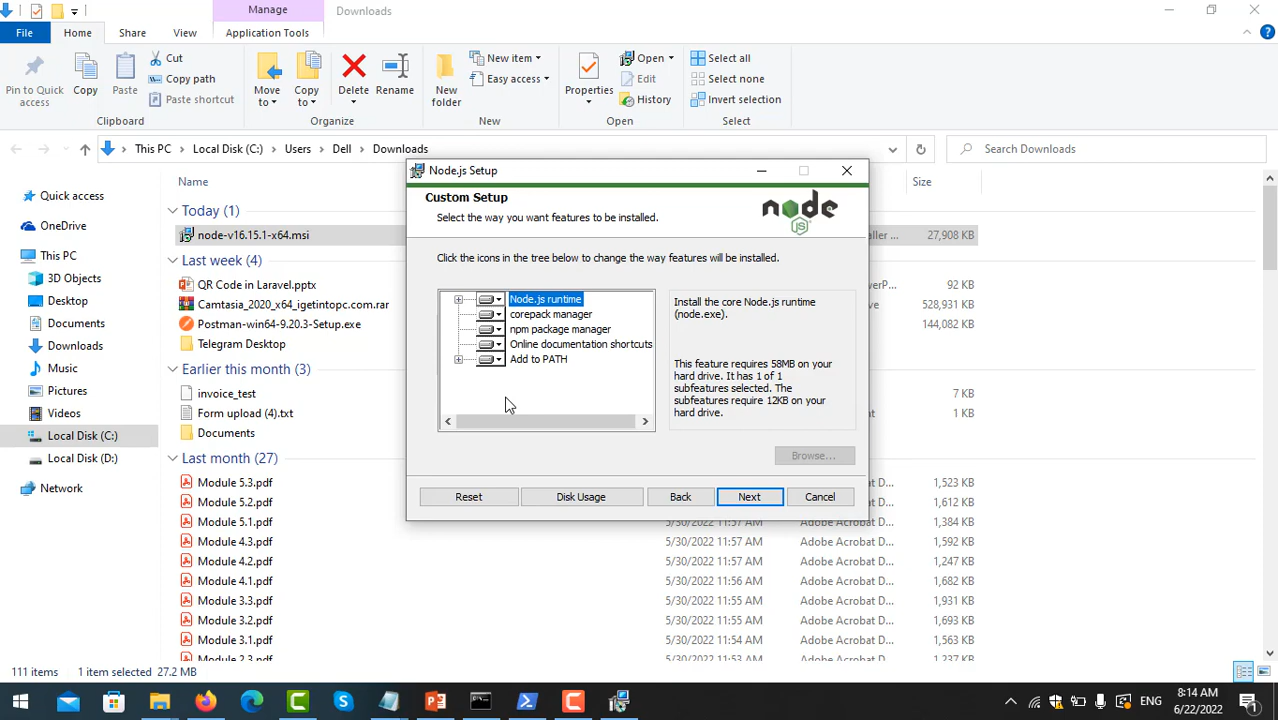 Manage
Downloads
File
Home
Share
View
Application Tools
Pin to Quick access
Copy
Paste
Cut
Copy path
Paste shortcut
Clipboard
Move to
Copy to
Delete
Rename
Organize
New folder
New item
Easy access
New
Properties
Open
Edit
History
Open
Select all
Select none
Invert selection
Select
This PC
Local Disk (C:)
Users
Dell
Downloads
Search Downloads
Quick access
OneDrive
This PC
3D Objects
Desktop
Documents
Downloads
Music
Pictures
Videos
Local Disk (C:)
Local Disk (D:)
Network
Name
Size
Today (1)
node-v16.15.1-x64.msi
aller ... 27,908 KB
Last week (4)
QR Code in Laravel.pptx
erP... 92 KB
Camtasia_2020_x64_igetintopc.com.rar
e... 528,931 KB
Postman-win64-9.20.3-Setup.exe
144,082 KB
Telegram Desktop
Earlier this month (3)
invoice_test
7 KB
Form upload (4).txt
1 KB
Documents
Last month (27)
Module 5.3.pdf
1,523 KB
Module 5.2.pdf
1,612 KB
Module 5.1.pdf 5/30/2022 11:57 AM Adobe Acrobat D... 1,384 KB
Module 4.3.pdf 5/30/2022 11:57 AM Adobe Acrobat D... 1,592 KB
Module 4.2.pdf 5/30/2022 11:57 AM Adobe Acrobat D... 1,247 KB
Module 4.1.pdf 5/30/2022 11:56 AM Adobe Acrobat D... 1,682 KB
Module 3.3.pdf 5/30/2022 11:55 AM Adobe Acrobat D... 1,931 KB
Module 3.2.pdf 5/30/2022 11:55 AM Adobe Acrobat D... 1,693 KB
Module 3.1.pdf 5/30/2022 11:54 AM Adobe Acrobat D... 1,563 KB
Module 2.3.pdf 5/30/2022 11:53 AM Adobe Acrobat D... 1,237 KB
Node.js Setup
Custom Setup
Select the way you want features to be installed.
node
JS
Click the icons in the tree below to change the way features will be installed.
Node.js runtime
corepack manager
npm package manager
Online documentation shortcuts
Add to PATH
Install the core Node.js runtime
(node.exe).
This feature requires 58MB on your
hard drive. It has 1 of 1
subfeatures selected. The
subfeatures require 12KB on your
hard drive.
Browse...
Reset
Disk Usage
Back
Next
Cancel
111 items
1 item selected 27.2 MB
ENG
8:14 AM
6/22/2022
1